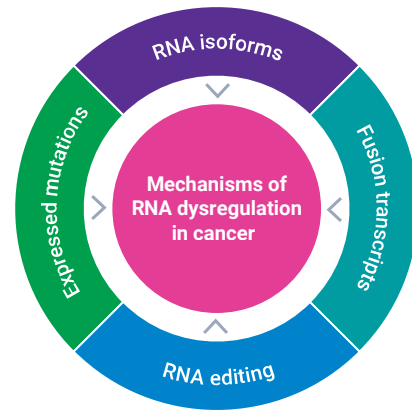 RNA isoforms
Expressed mutations
Mechanisms of
RNA dysregulation
in cancer
Fusion transcripts
RNA editing